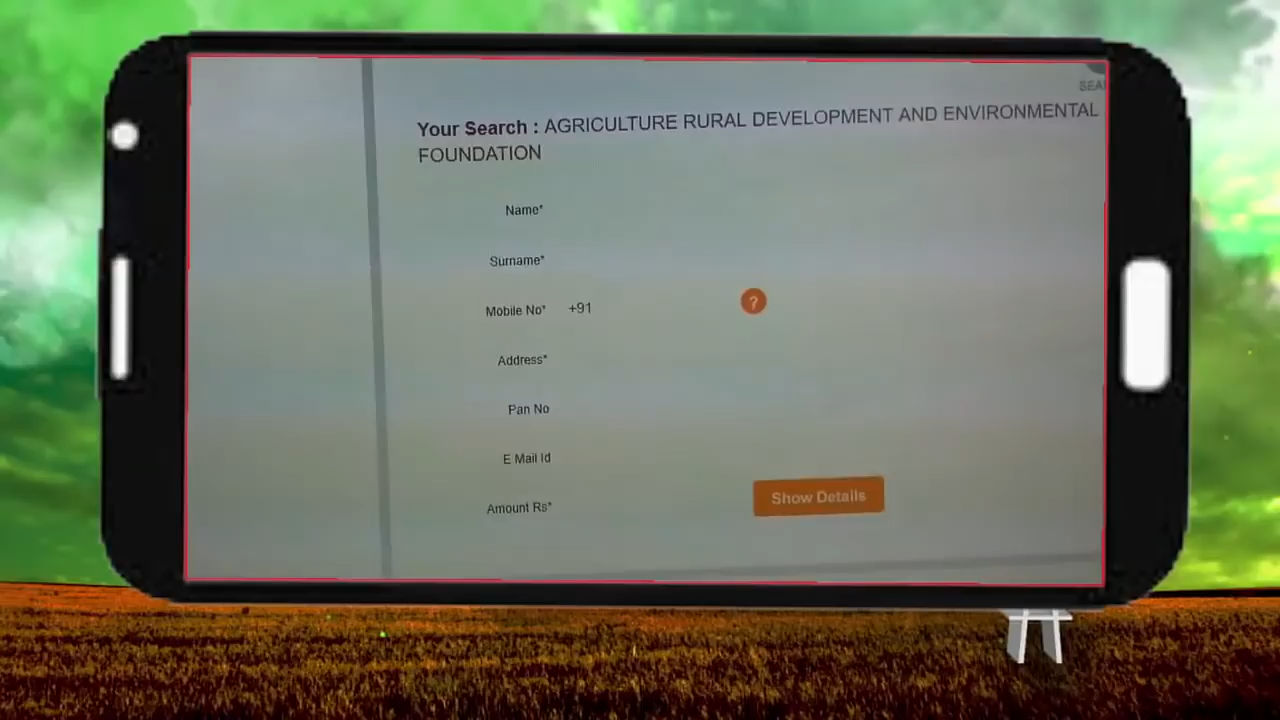 SEA
Your Search : AGRICULTURE RURAL DEVELOPMENT AND ENVIRONMENTAL
FOUNDATION
Name*
Surname*
Mobile No* +91
?
Address*
Pan No
E Mail Id
Amount Rs*
Show Details